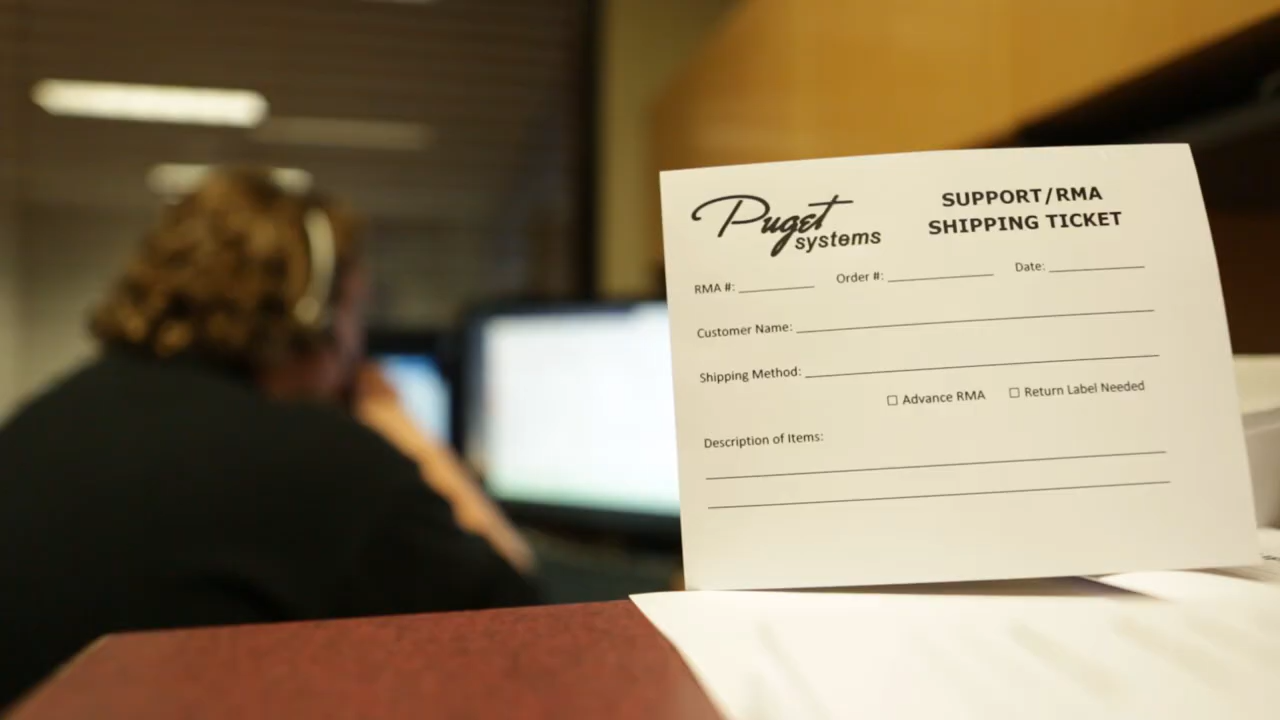 Puget
systems
SUPPORT/RMA
SHIPPING TICKET
RMA #: Order #: Date:
Customer Name:
Shipping Method:
☐ Advance RMA ☐ Return Label Needed
Description of Items: